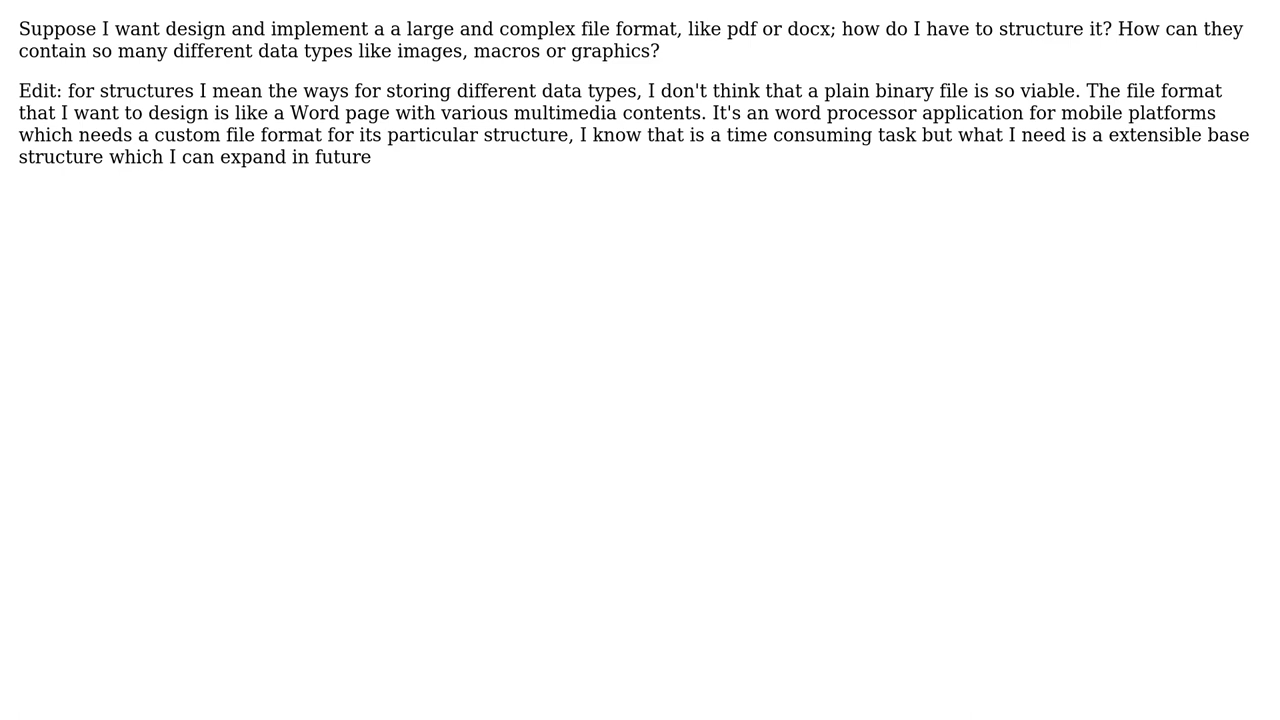 Suppose I want design and implement a a large and complex file format, like pdf or docx; how do I have to structure it? How can they
contain so many different data types like images, macros or graphics?
Edit: for structures I mean the ways for storing different data types, I don't think that a plain binary file is so viable. The file format
that I want to design is like a Word page with various multimedia contents. It's an word processor application for mobile platforms
which needs a custom file format for its particular structure, I know that is a time consuming task but what I need is a extensible base
structure which I can expand in future